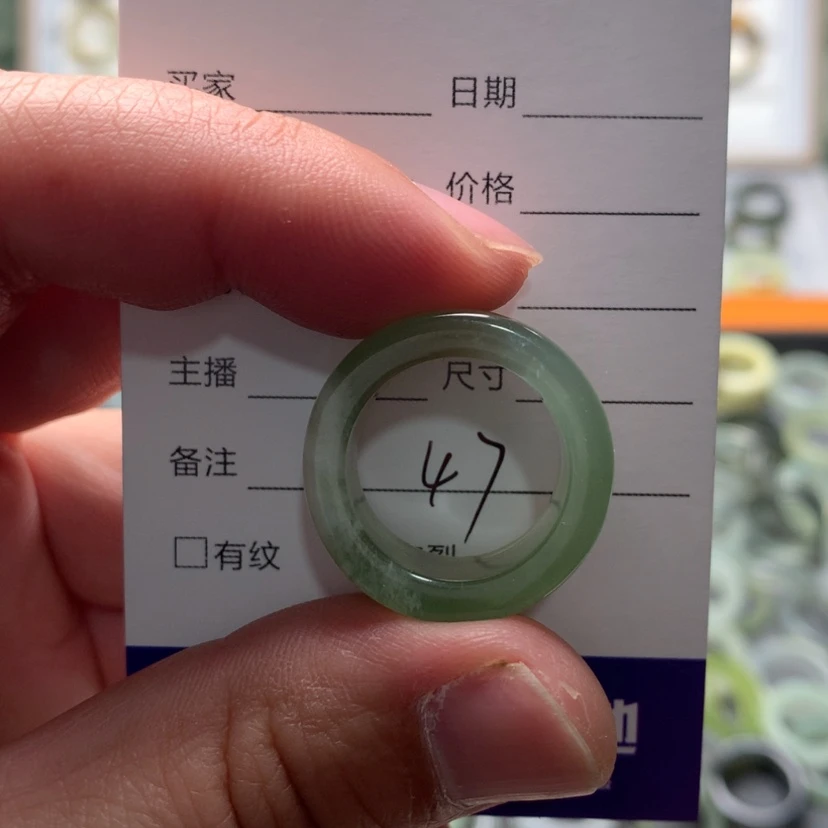 买家 日期
价格
主播 尺寸
备注 47
□有纹